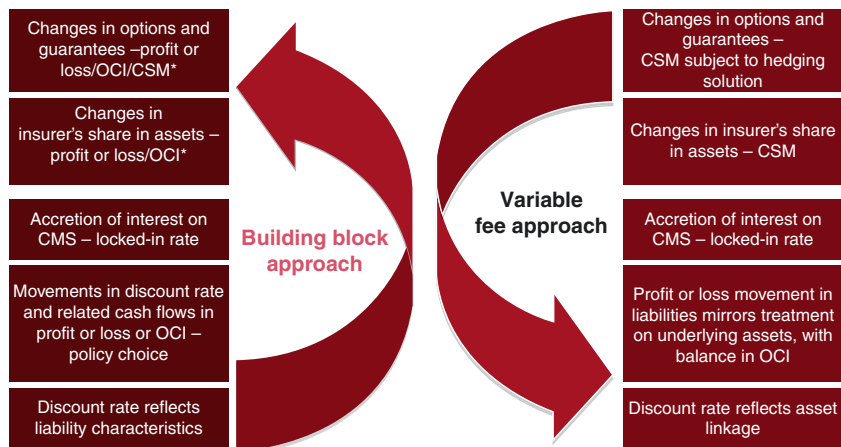 Changes in options and
guarantees –profit or
loss/OCI/CSM*
Changes in
insurer's share in assets –
profit or loss/OCI*
Accretion of interest on
CMS – locked-in rate
Movements in discount rate
and related cash flows in
profit or loss or OCI –
policy choice
Discount rate reflects
liability characteristics
Building block
approach
Variable
fee approach
Changes in options and
guarantees –
CSM subject to hedging
solution
Changes in insurer's share
in assets – CSM
Accretion of interest on
CMS – locked-in rate
Profit or loss movement in
liabilities mirrors treatment
on underlying assets, with
balance in OCI
Discount rate reflects asset
linkage